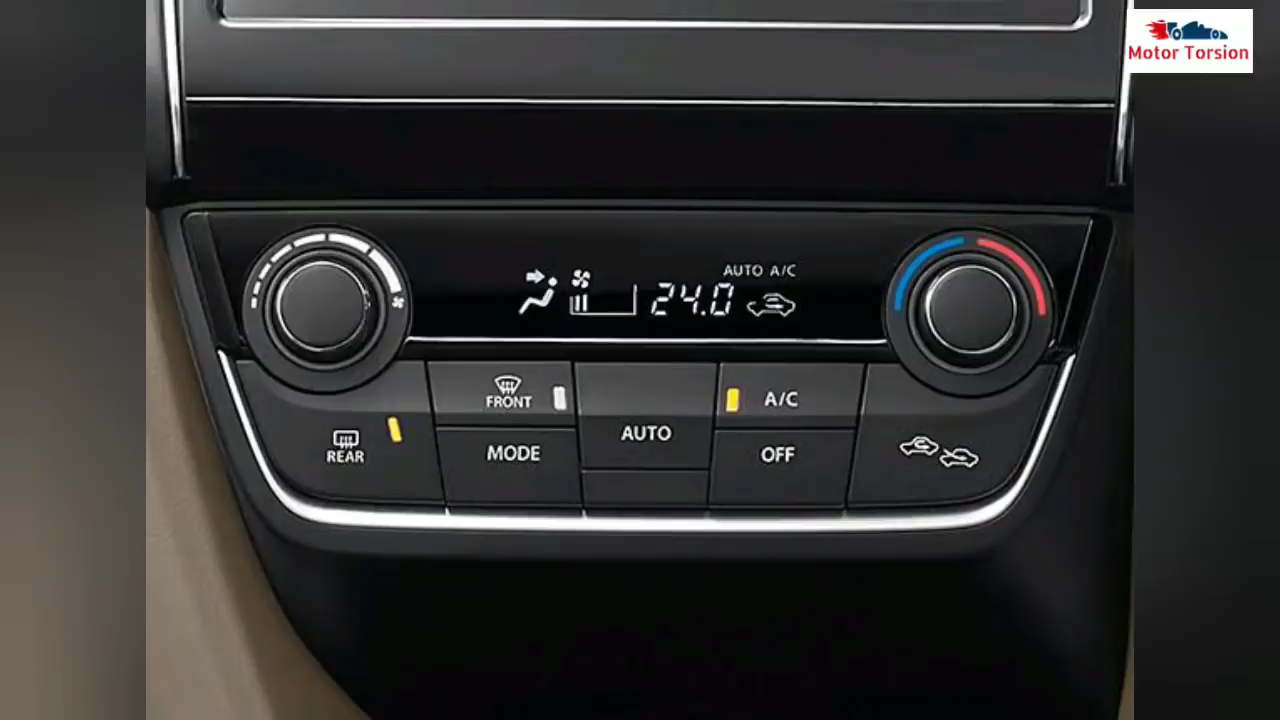 Motor Torsion
AUTO A/C
24.0
FRONT
A/C
REAR
MODE
AUTO
OFF